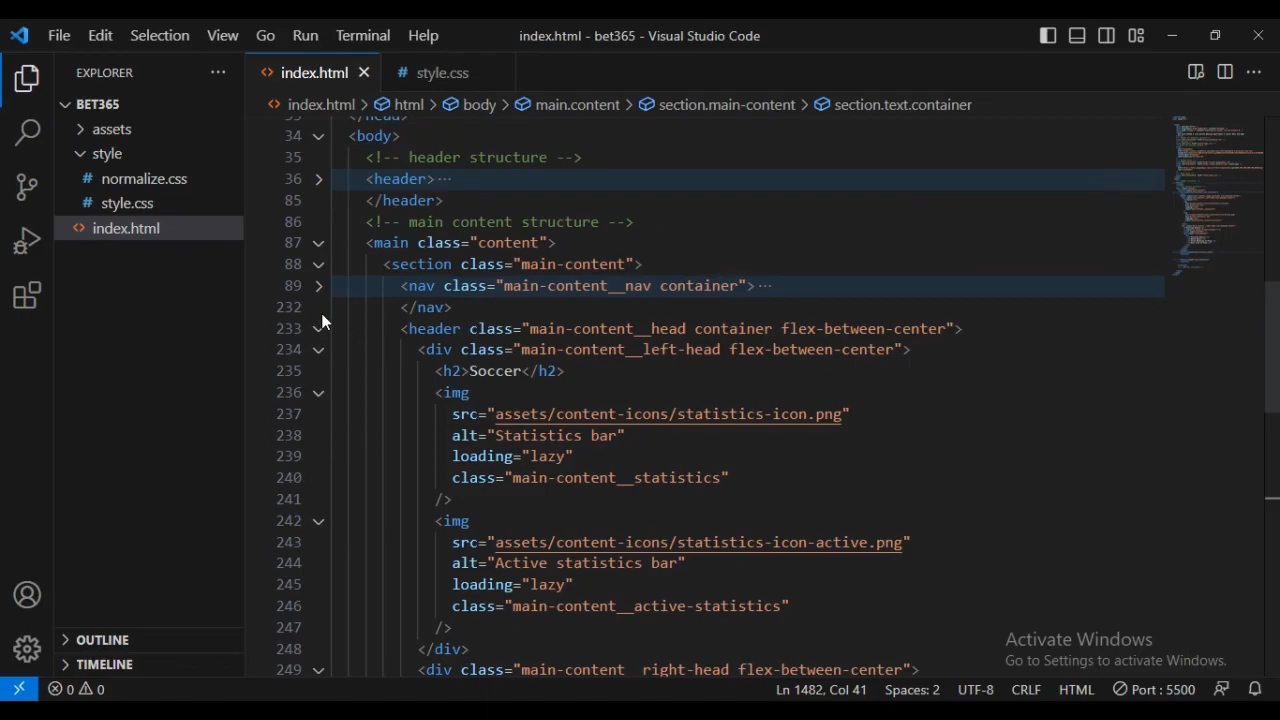 File Edit Selection View Go Run Terminal Help index.html - bet365 - Visual Studio Code
EXPLORER ··· <> index.html # style.css
BET365 <> index.html > html > body > main.content > section.main-content > section.text.container
assets
style
# normalize.css
# style.css
<> index.html
</head>
34 <body>
35 <!-- header structure -->
36 <header>···
85 </header>
86 <!-- main content structure -->
87 <main class="content">
88 <section class="main-content">
89 <nav class="main-content__nav container">···
232 </nav>
233 <header class="main-content__head container flex-between-center">
234 <div class="main-content__left-head flex-between-center">
235 <h2>Soccer</h2>
236 <img
237 src="assets/content-icons/statistics-icon.png"
238 alt="Statistics bar"
239 loading="lazy"
240 class="main-content__statistics"
241 />
242 <img
243 src="assets/content-icons/statistics-icon-active.png"
244 alt="Active statistics bar"
245 loading="lazy"
246 class="main-content__active-statistics"
247 />
248 </div>
249 <div class="main-content__right-head flex-between-center">
OUTLINE
TIMELINE
Activate Windows
Go to Settings to activate Windows.
0 0 Ln 1482, Col 41 Spaces: 2 UTF-8 CRLF HTML Port : 5500